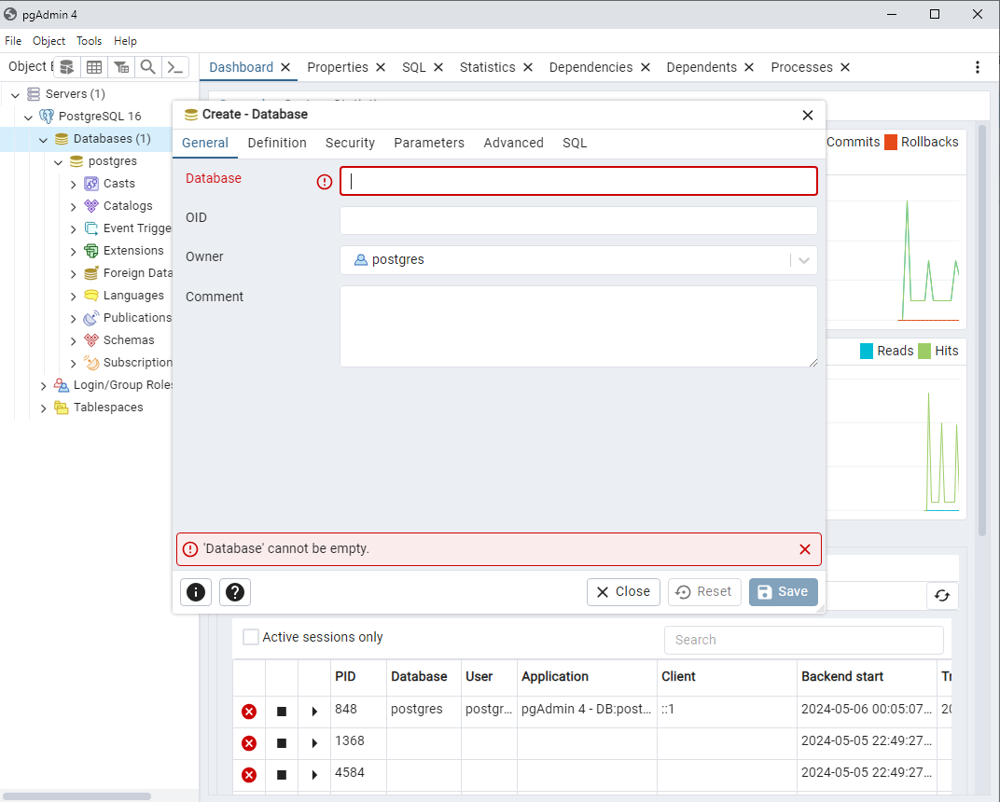 pgAdmin 4
File Object Tools Help
Object
Dashboard Properties SQL Statistics Dependencies Dependents Processes
Servers (1)
PostgreSQL 16
Databases (1)
postgres
Casts
Catalogs
Event Trigge
Extensions
Foreign Data
Languages
Publications
Schemas
Subscription
Login/Group Roles
Tablespaces
Create - Database
General Definition Security Parameters Advanced SQL
Database
OID
Owner postgres
Comment
'Database' cannot be empty.
Close Reset Save
Commits Rollbacks
Reads Hits
Active sessions only Search
PID Database User Application Client Backend start
848 postgres postgr... pgAdmin 4 - DB:post... ::1 2024-05-06 00:05:07... 20
1368 2024-05-05 22:49:27...
4584 2024-05-05 22:49:27...